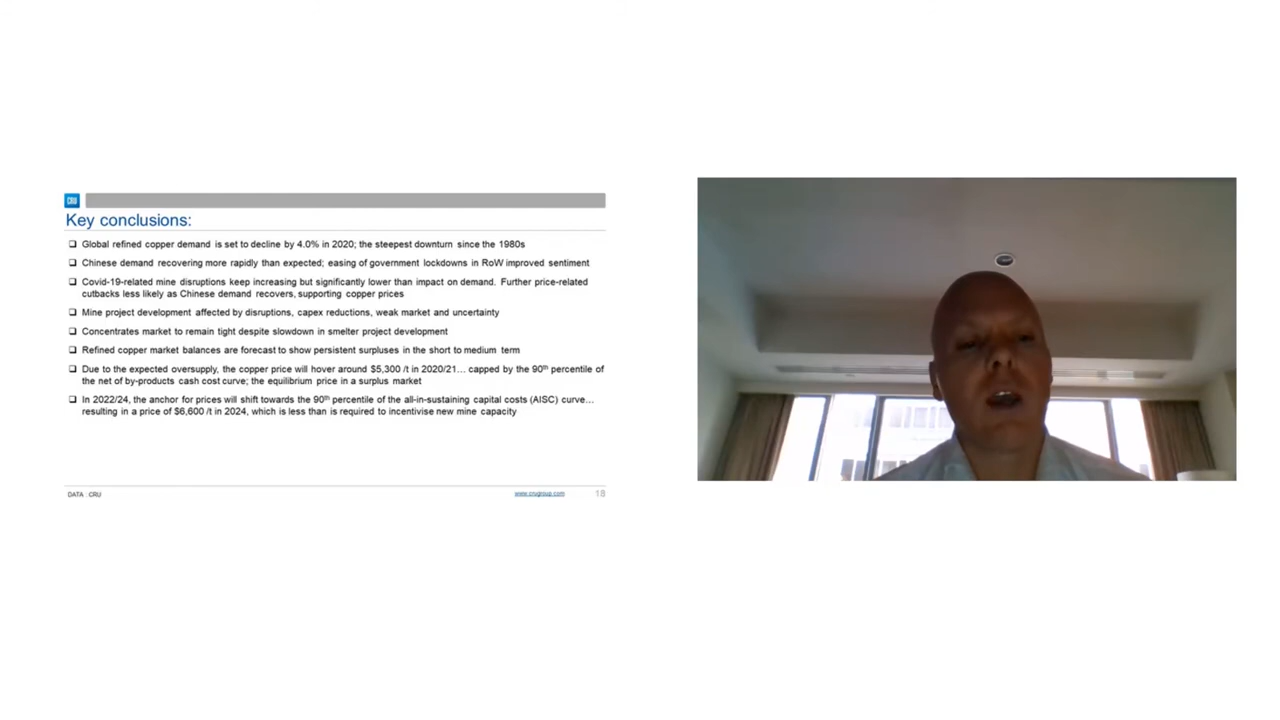 CRU
Key conclusions:
❑ Global refined copper demand is set to decline by 4.0% in 2020; the steepest downturn since the 1980s
❑ Chinese demand recovering more rapidly than expected; easing of government lockdowns in RoW improved sentiment
❑ Covid-19-related mine disruptions keep increasing but significantly lower than impact on demand. Further price-related
cutbacks less likely as Chinese demand recovers, supporting copper prices
❑ Mine project development affected by disruptions, capex reductions, weak market and uncertainty
❑ Concentrates market to remain tight despite slowdown in smelter project development
❑ Refined copper market balances are forecast to show persistent surpluses in the short to medium term
❑ Due to the expected oversupply, the copper price will hover around $5,300 /t in 2020/21… capped by the 90th percentile of
the net of by-products cash cost curve; the equilibrium price in a surplus market
❑ In 2022/24, the anchor for prices will shift towards the 90th percentile of the all-in-sustaining capital costs (AISC) curve…
resulting in a price of $6,600 /t in 2024, which is less than is required to incentivise new mine capacity
DATA : CRU www.crugroup.com 18